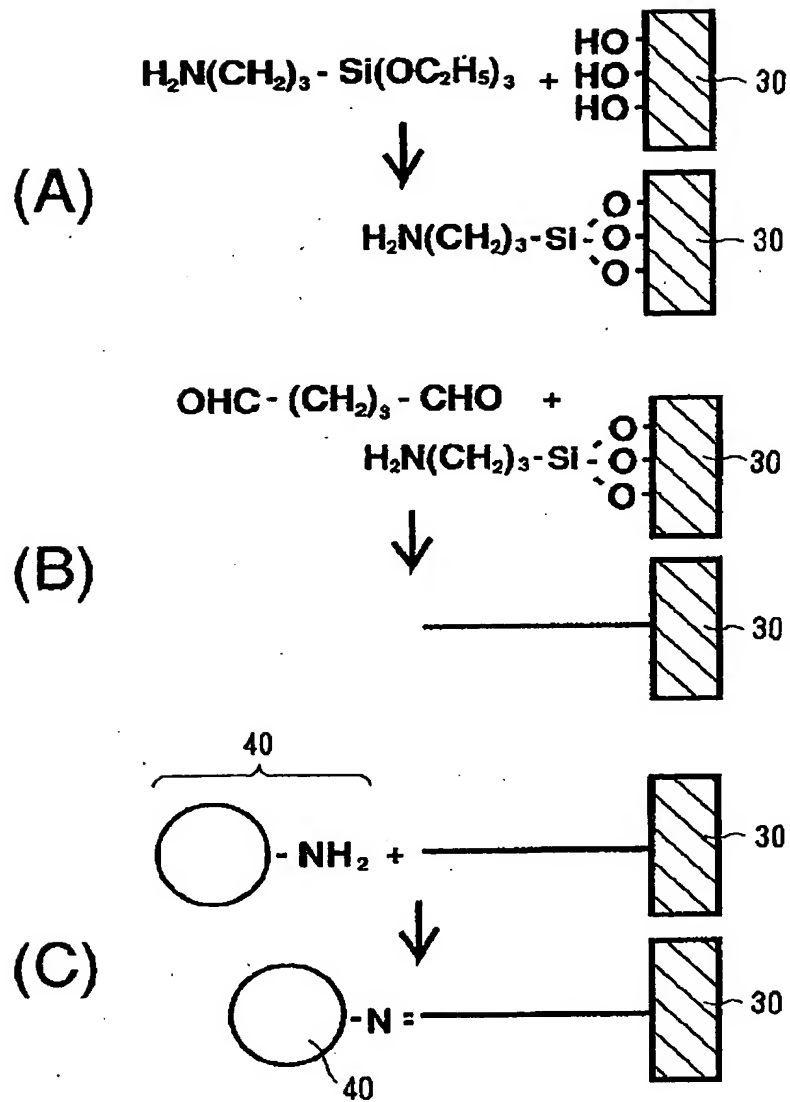 HO
H₂N(CH₂)₃ - Si(OC₂H₅)₃ + HO 30
HO
(A)
O
H₂N(CH₂)₃-Si-O 30
O
OHC-(CH₂)₃-CHO +
O
H₂N(CH₂)₃-Si-O 30
O
(B)
30
40
-NH₂ + 30
(C)
-N= 30
40